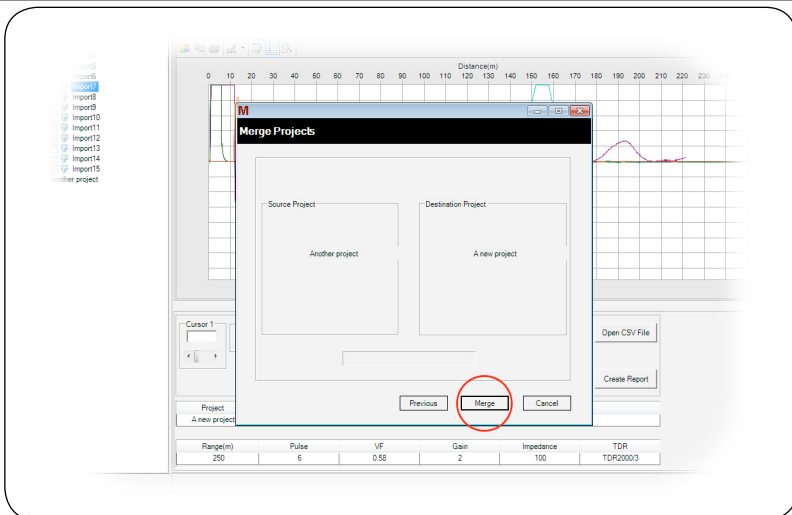 Import5
Import6
Import7
Import8
Import9
Import10
Import11
Import12
Import13
Import14
Import15
Another project
Distance(m)
0 10 20 30 40 50 60 70 80 90 100 110 120 130 140 150 160 170 180 190 200 210 220 230
M
Merge Projects
Source Project
Destination Project
Another project
A new project
Previous
Merge
Cancel
Cursor 1
Open CSV File
Create Report
Project
A new project
Range(m) Pulse VF Gain Impedance TDR
250 6 0.58 2 100 TDR2000/3